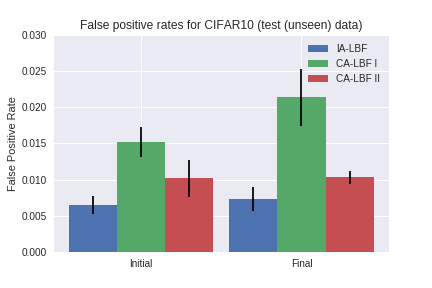 False positive rates for CIFAR10 (test (unseen) data)
0.030
0.025
0.020
0.015
0.010
0.005
0.000
False Positive Rate
IA-LBF
CA-LBF I
CA-LBF II
Initial
Final